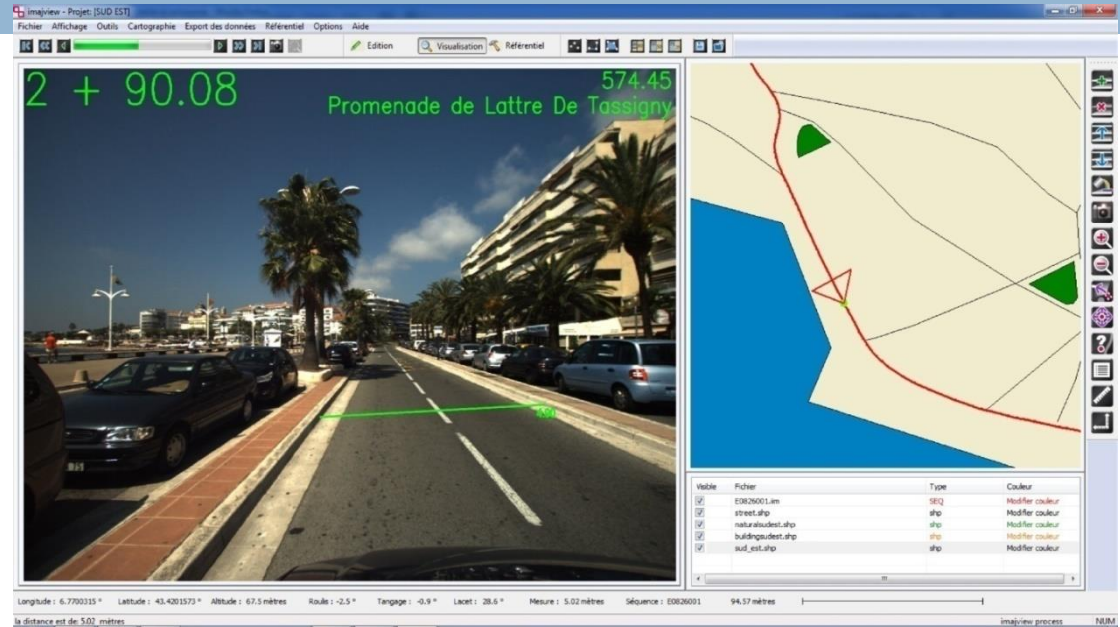 imajview - Projet: [SUD EST]
Fichier Affichage Outils Cartographie Export des données Référentiel Options Aide
Edition Visualisation Référentiel
2 + 90.08
574.45
Promenade de Lattre De Tassigny
Visible Fichier Type Couleur
E0826001.im SEQ Modifier couleur
street.shp shp Modifier couleur
naturalsudest.shp shp Modifier couleur
buildingsudest.shp shp Modifier couleur
sud_est.shp shp Modifier couleur
Longitude : 6.7700315 ° Latitude : 43.4201573 ° Altitude : 67.5 mètres Roulis : -2.5 ° Tangage : -0.9 ° Lacet : 28.6 ° Mesure : 5.02 mètres Séquence : E0826001 94.57 mètres
la distance est de: 5.02 mètres imajview process NUM